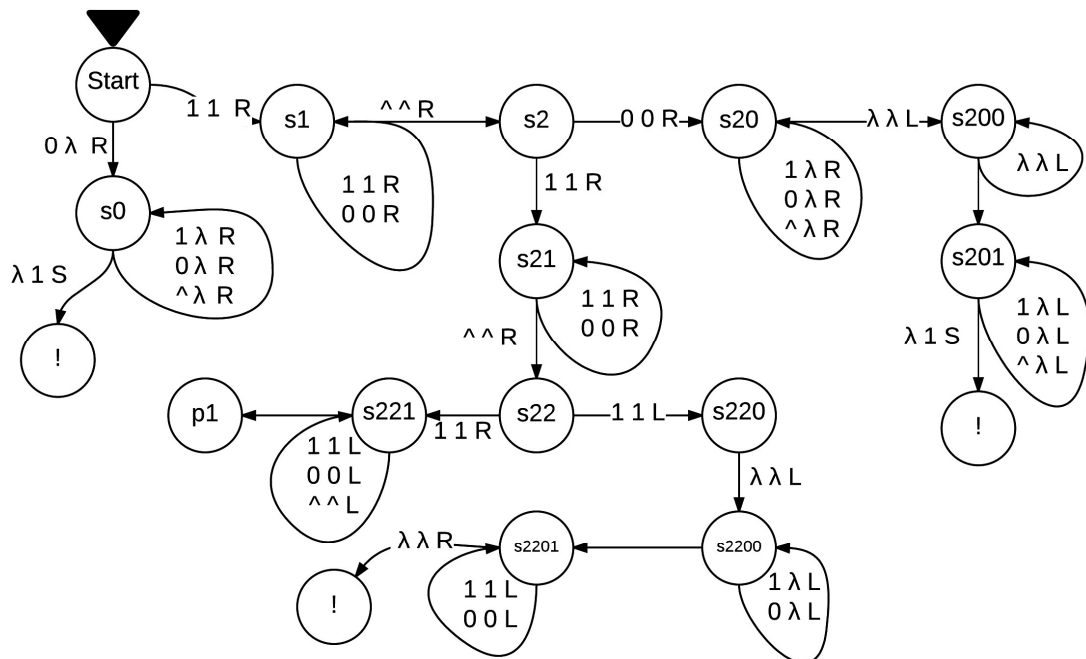 Start
1 1 R
s1
^ ^ R
s2
0 0 R
s20
λ λ L
s200
0 λ R
λ λ L
1 1 R
0 0 R
1 λ R
0 λ R
^ λ R
1 1 R
s0
1 λ R
0 λ R
^ λ R
λ 1 S
!
s21
1 1 R
0 0 R
s201
1 λ L
0 λ L
^ λ L
λ 1 S
!
^ ^ R
p1
s221
1 1 R
s22
1 1 L
s220
1 1 L
0 0 L
^ ^ L
λ λ L
λ λ R
s2201
s2200
1 1 L
0 0 L
1 λ L
0 λ L
!